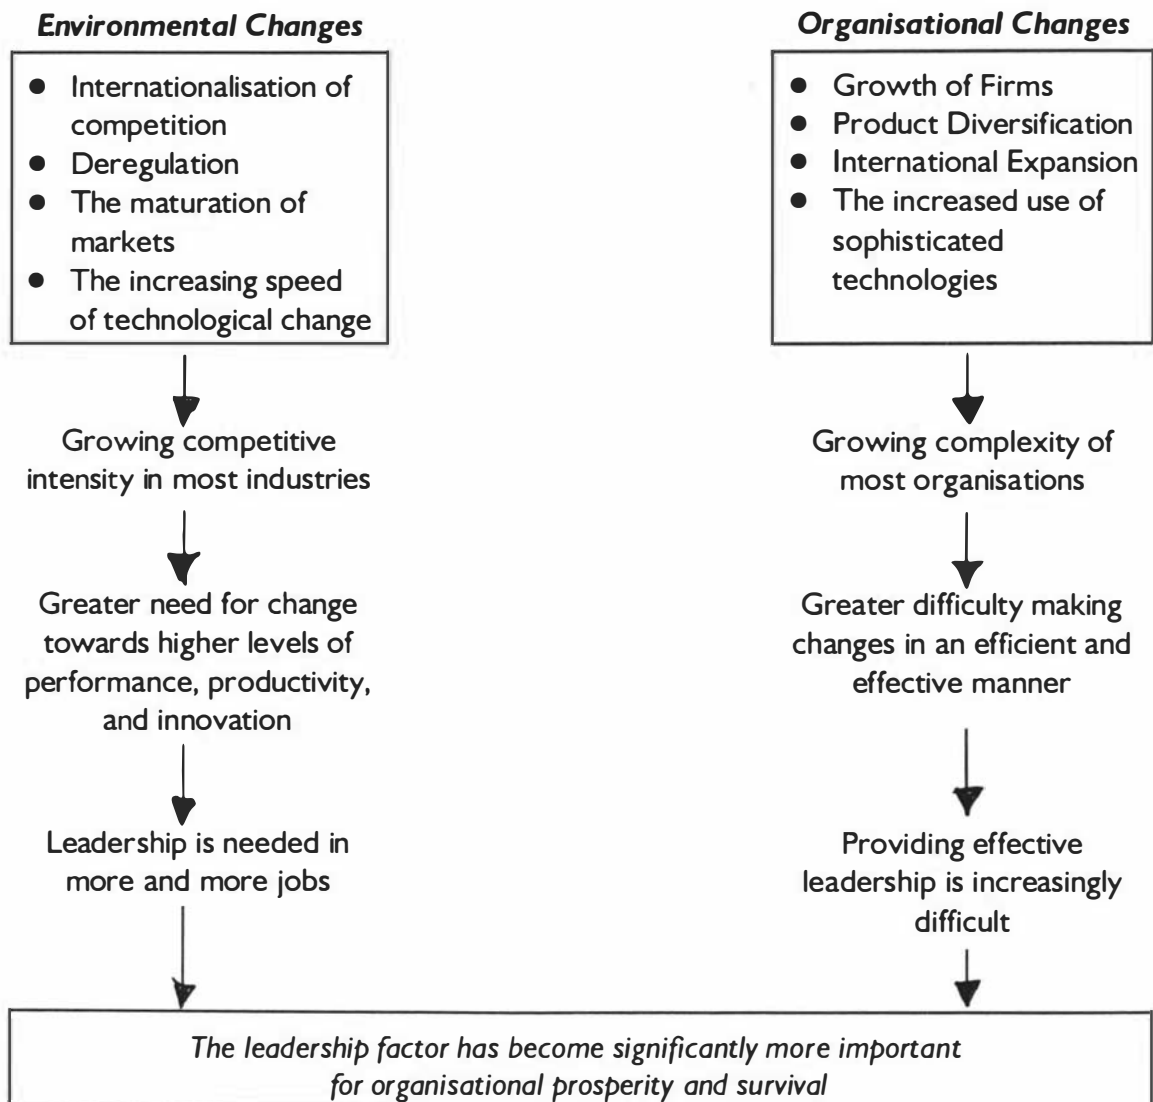 Environmental Changes
● Internationalisation of
competition
● Deregulation
● The maturation of
markets
● The increasing speed
of technological change
Growing competitive
intensity in most industries
Greater need for change
towards higher levels of
performance, productivity,
and innovation
Leadership is needed in
more and more jobs
Organisational Changes
● Growth of Firms
● Product Diversification
● International Expansion
● The increased use of
sophisticated
technologies
Growing complexity of
most organisations
Greater difficulty making
changes in an efficient and
effective manner
Providing effective
leadership is increasingly
difficult
The leadership factor has become significantly more important
for organisational prosperity and survival